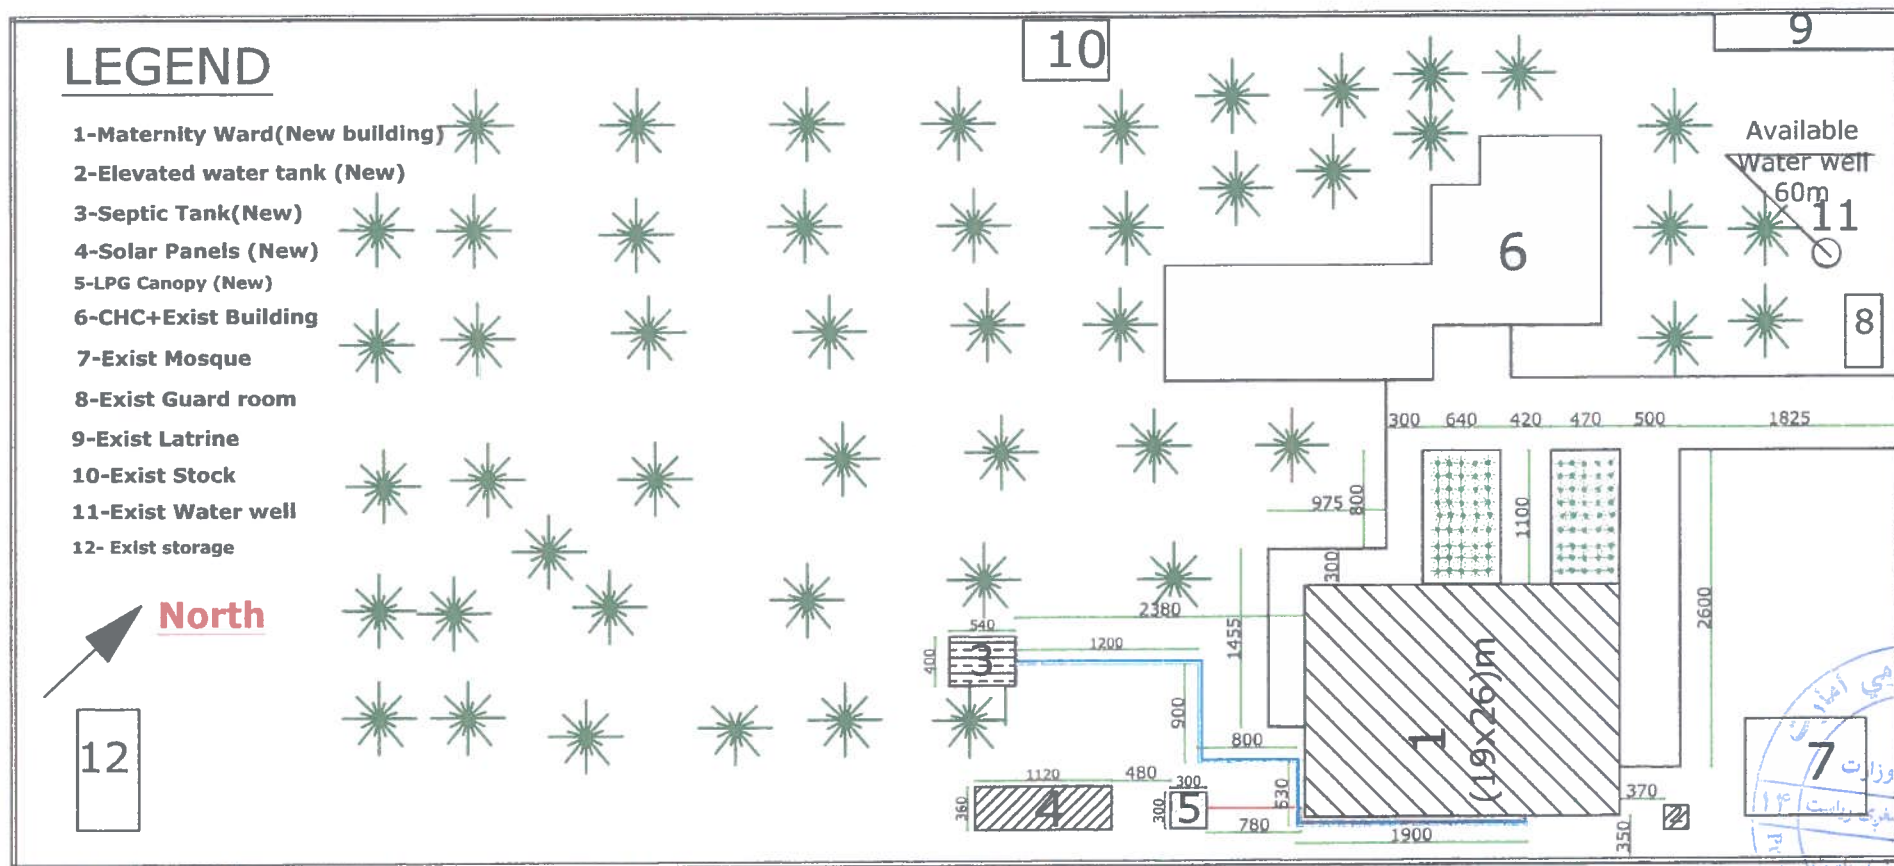 LEGEND
1-Maternity Ward(New building)
2-Elevated water tank (New)
3-Septic Tank(New)
4-Solar Panels (New)
5-LPG Canopy (New)
6-CHC+Exist Building
7-Exist Mosque
8-Exist Guard room
9-Exist Latrine
10-Exist Stock
11-Exist Water well
12- Exist storage
North
12
10
9
Available
Water well
60m
11
6
8
300 640 420 470 500 1825
975
800
1100
300
2380
1455
2600
540
400
3
1200
900
800
1
(19x26)m
1120 480
300
360
4
300
5
630
780
1900
370
2
350
7
وزارت